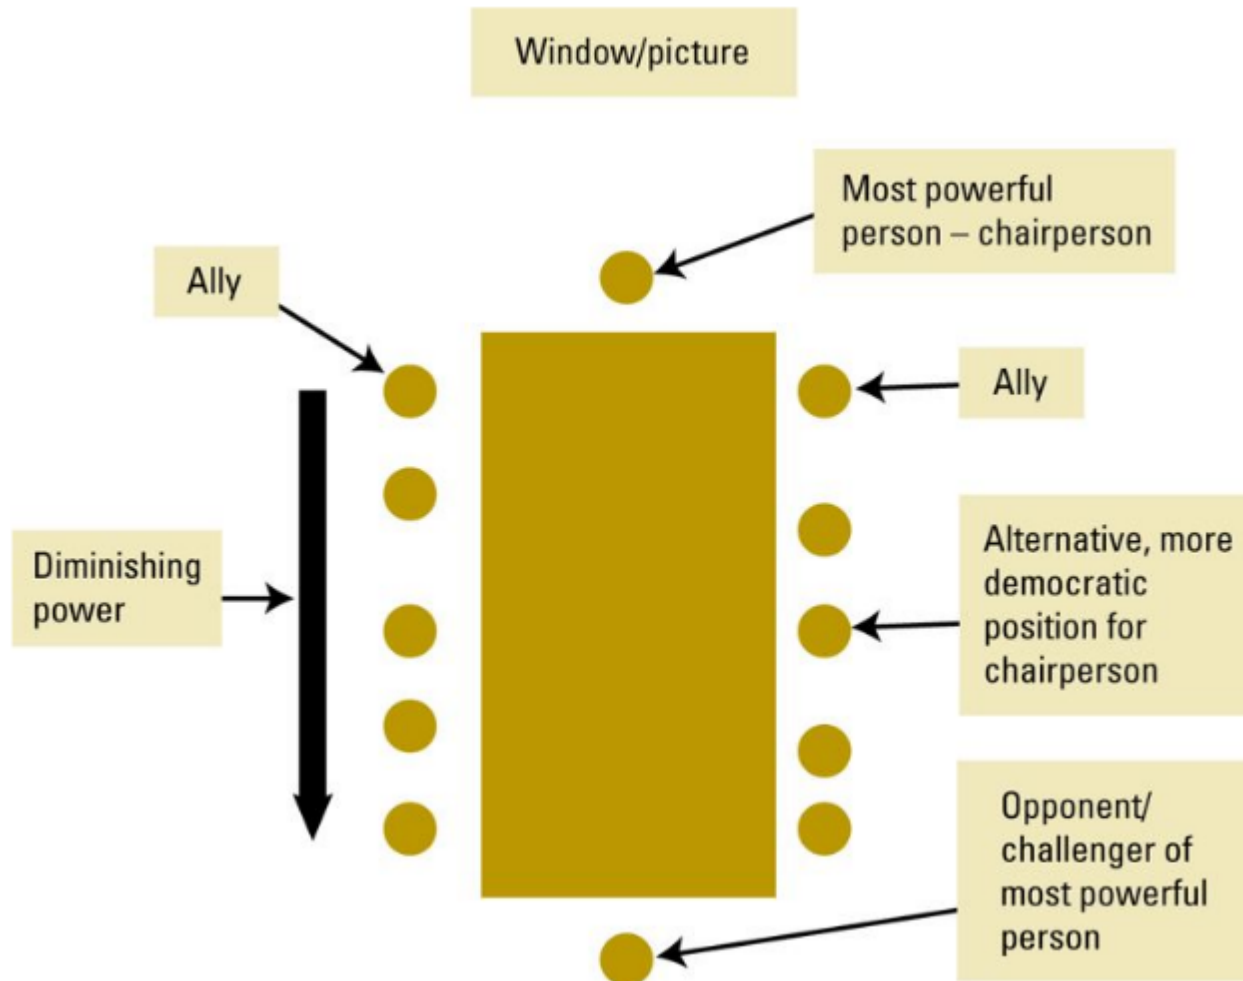 Window/picture
Most powerful
person – chairperson
Ally
Ally
Alternative, more
democratic
position for
chairperson
Diminishing
power
Opponent/
challenger of
most powerful
person